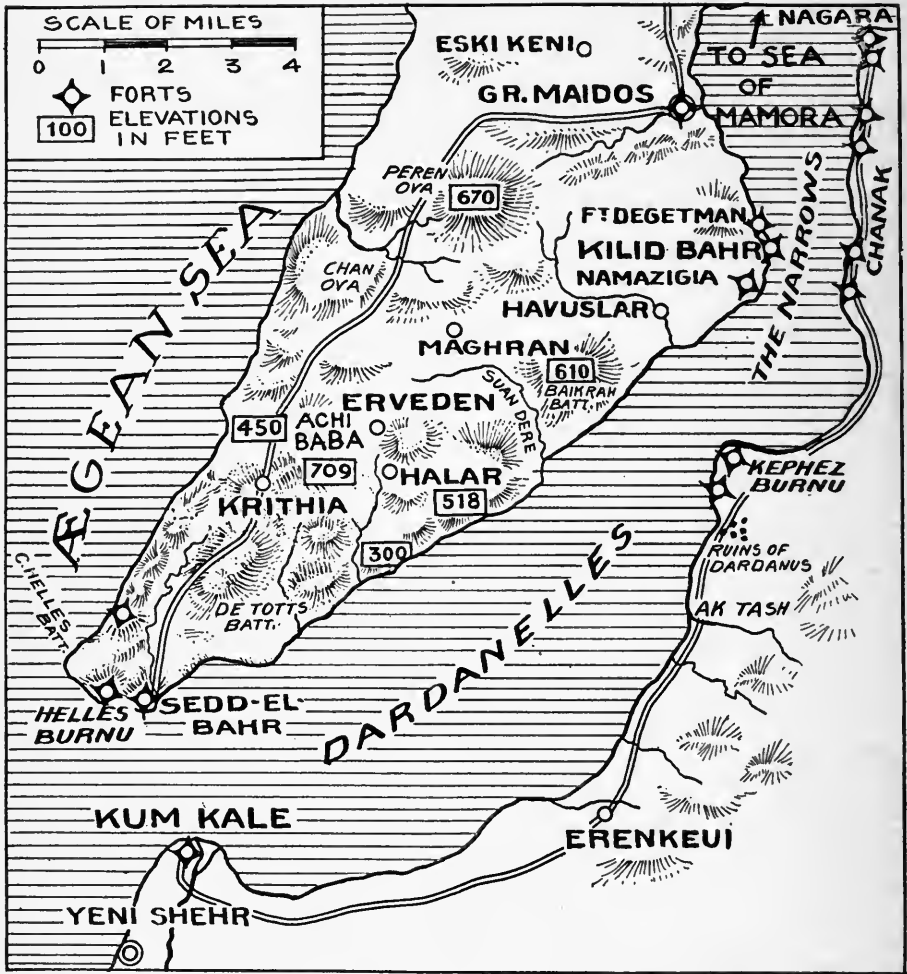 SCALE OF MILES
0 1 2 3 4
FORTS
100 ELEVATIONS
IN FEET
ESKI KENI
NAGARA
TO SEA
OF
MAMORA
GR. MAIDOS
PEREN
OVA
670
FT DEGETMAN
KILID BAHR
NAMAZIGIA
CHANAK
THE NARROWS
CHAN
OVA
HAVUSLAR
MAGHRAN
610
BAIKRAH
BATT.
SUAN DERE
ÆGEAN SEA
ERVEDEN
450
ACHI
BABA
709
HALAR
518
KRITHIA
300
KEPHEZ
BURNU
RUINS OF
DARDANUS
AK TASH
C. HELLES
BATT.
DE TOTTS
BATT.
HELLES
BURNU
SEDD-EL-
BAHR
DARDANELLES
KUM KALE
ERENKEUI
YENI SHEHR